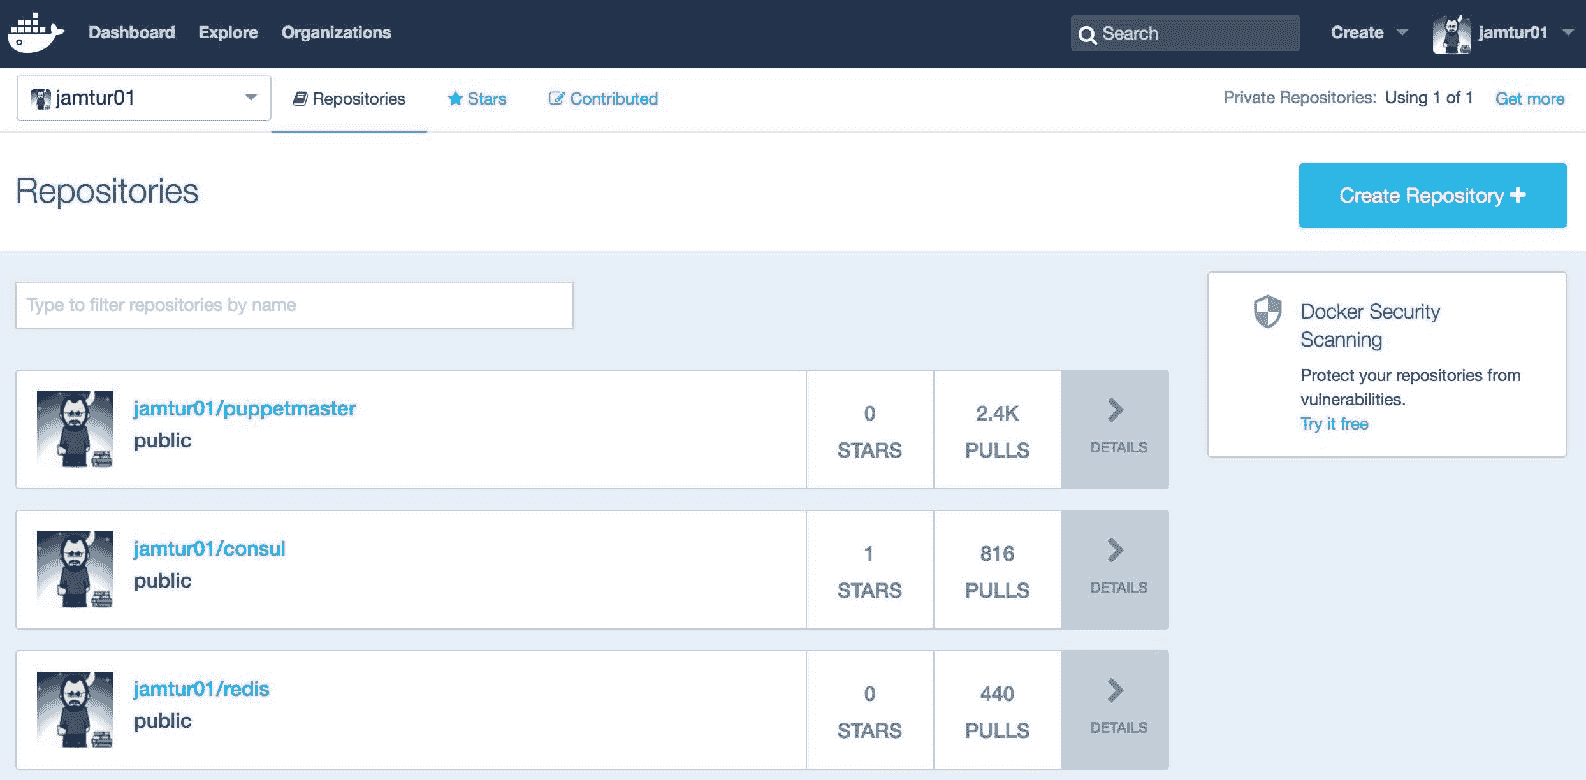 Dashboard Explore Organizations Search Create jamtur01
jamtur01 Repositories Stars Contributed Private Repositories: Using 1 of 1 Get more
Repositories
Create Repository +
Type to filter repositories by name
Docker Security
Scanning
Protect your repositories from
vulnerabilities.
Try it free
jamtur01/puppetmaster
public
0
STARS
2.4K
PULLS
DETAILS
jamtur01/consul
public
1
STARS
816
PULLS
DETAILS
jamtur01/redis
public
0
STARS
440
PULLS
DETAILS